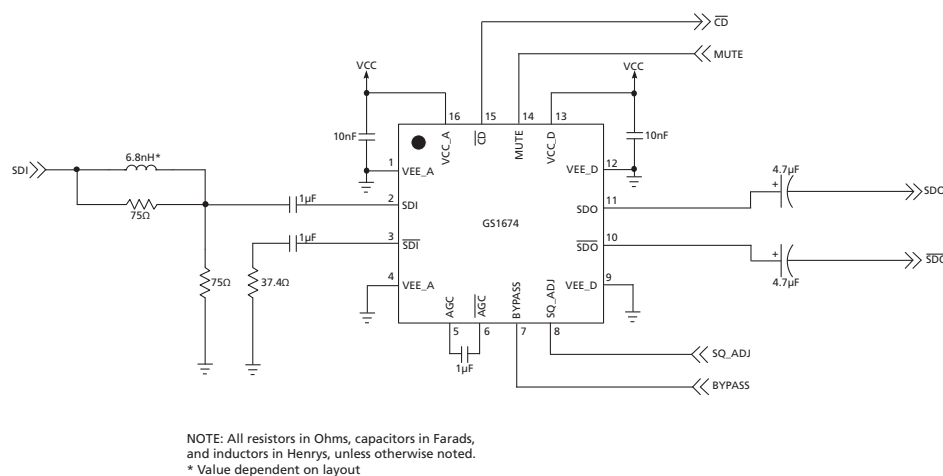 CD
MUTE
VCC
VCC
16
15
14
13
10nF
10nF
VCC_A
CD
MUTE
VCC_D
6.8nH*
SDI
1
VEE_A
VEE_D
12
4.7µF
+
SDO
75Ω
1µF
2
SDI
SDO
11
GS1674
1µF
3
SDI
SDO
10
+
SDO
75Ω
37.4Ω
4
VEE_A
VEE_D
9
4.7µF
AGC
AGC
BYPASS
SQ_ADJ
5
6
7
8
1µF
SQ_ADJ
BYPASS
NOTE: All resistors in Ohms, capacitors in Farads,
and inductors in Henrys, unless otherwise noted.
* Value dependent on layout